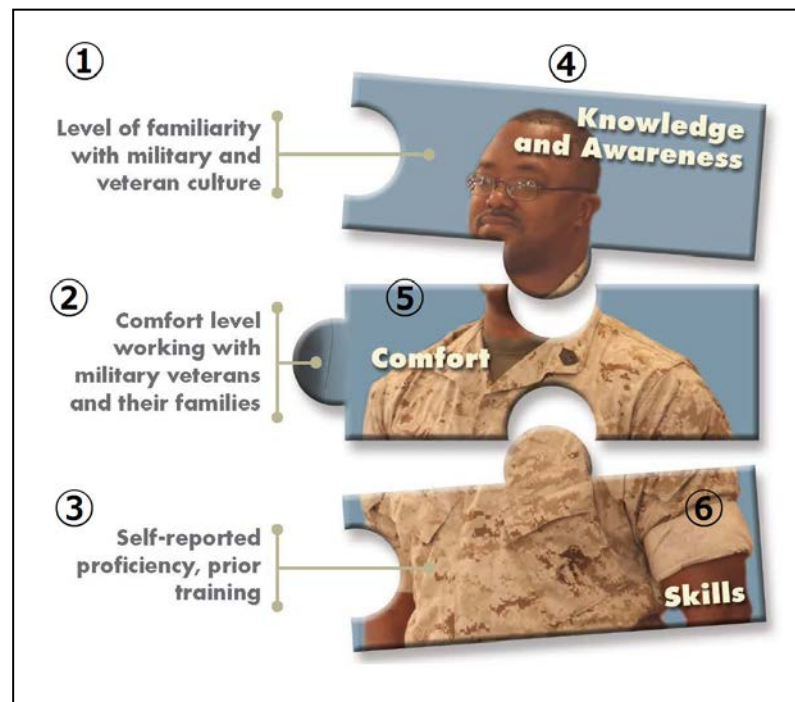 ①
Level of familiarity
with military and
veteran culture
②
Comfort level
working with
military veterans
and their families
③
Self-reported
proficiency, prior
training
④
Knowledge
and Awareness
⑤
Comfort
⑥
Skills